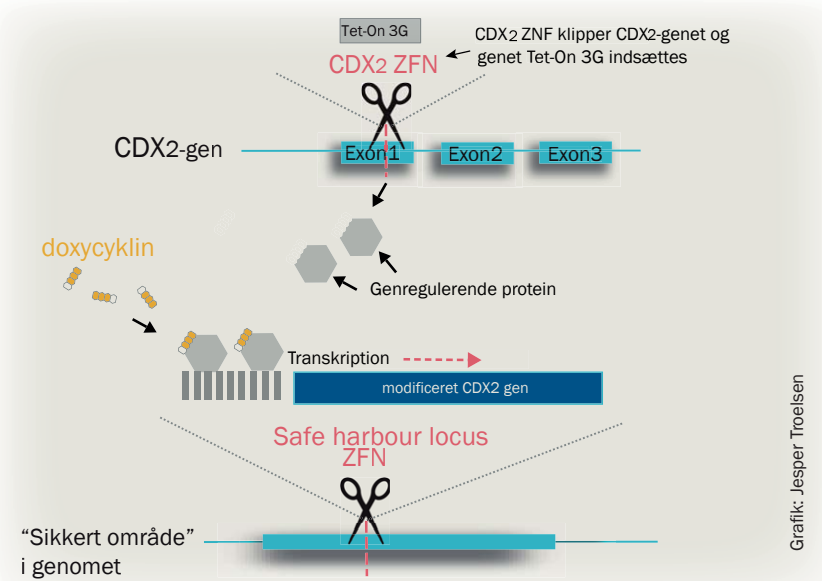 Tet-On 3G
CDX2 ZNF klipper CDX2-genet og
genet Tet-On 3G indsættes
CDX2 ZFN
CDX2-gen
Exon1
Exon2
Exon3
doxycyklin
Genregulerende protein
Transkription
modificeret CDX2 gen
Safe harbour locus
ZFN
“Sikkert område”
i genomet
Grafik: Jesper Troelsen